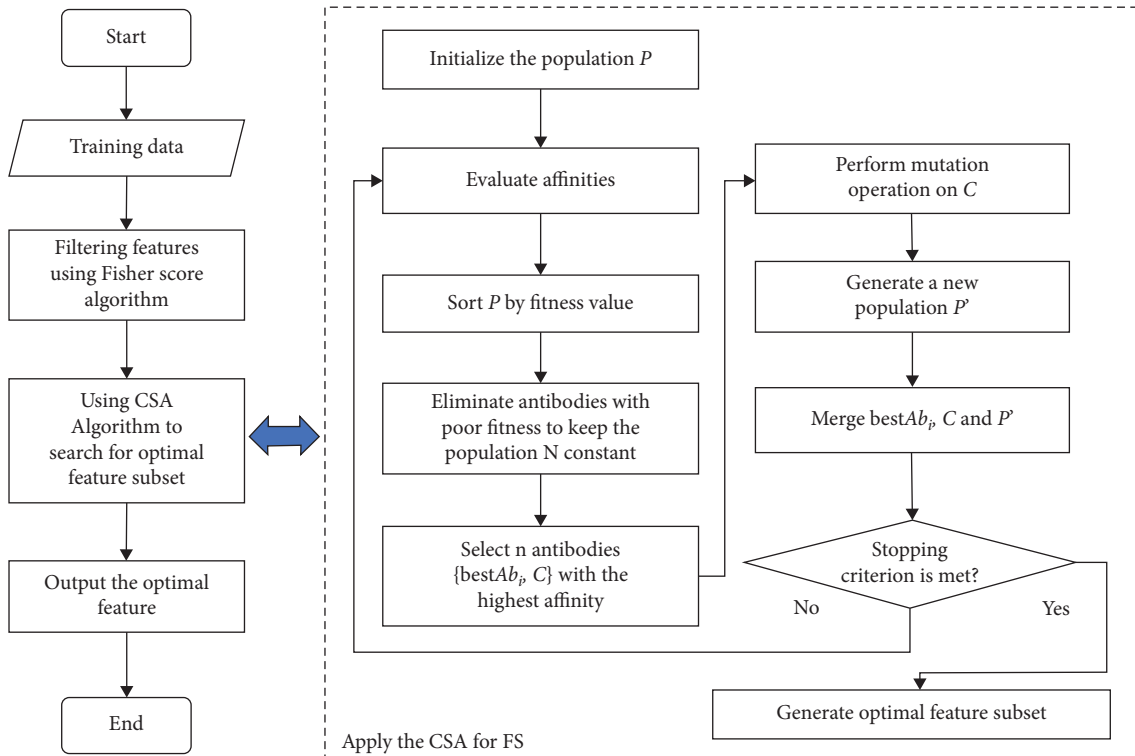 Start
Training data
Filtering features
using Fisher score
algorithm
Using CSA
Algorithm to
search for optimal
feature subset
Output the optimal
feature
End
Initialize the population P
Evaluate affinities
Sort P by fitness value
Eliminate antibodies with
poor fitness to keep the
population N constant
Select n antibodies
{bestAbi, C} with the
highest affinity
Perform mutation
operation on C
Generate a new
population P’
Merge bestAbi, C and P’
Stopping
criterion is met?
No
Yes
Generate optimal feature subset
Apply the CSA for FS